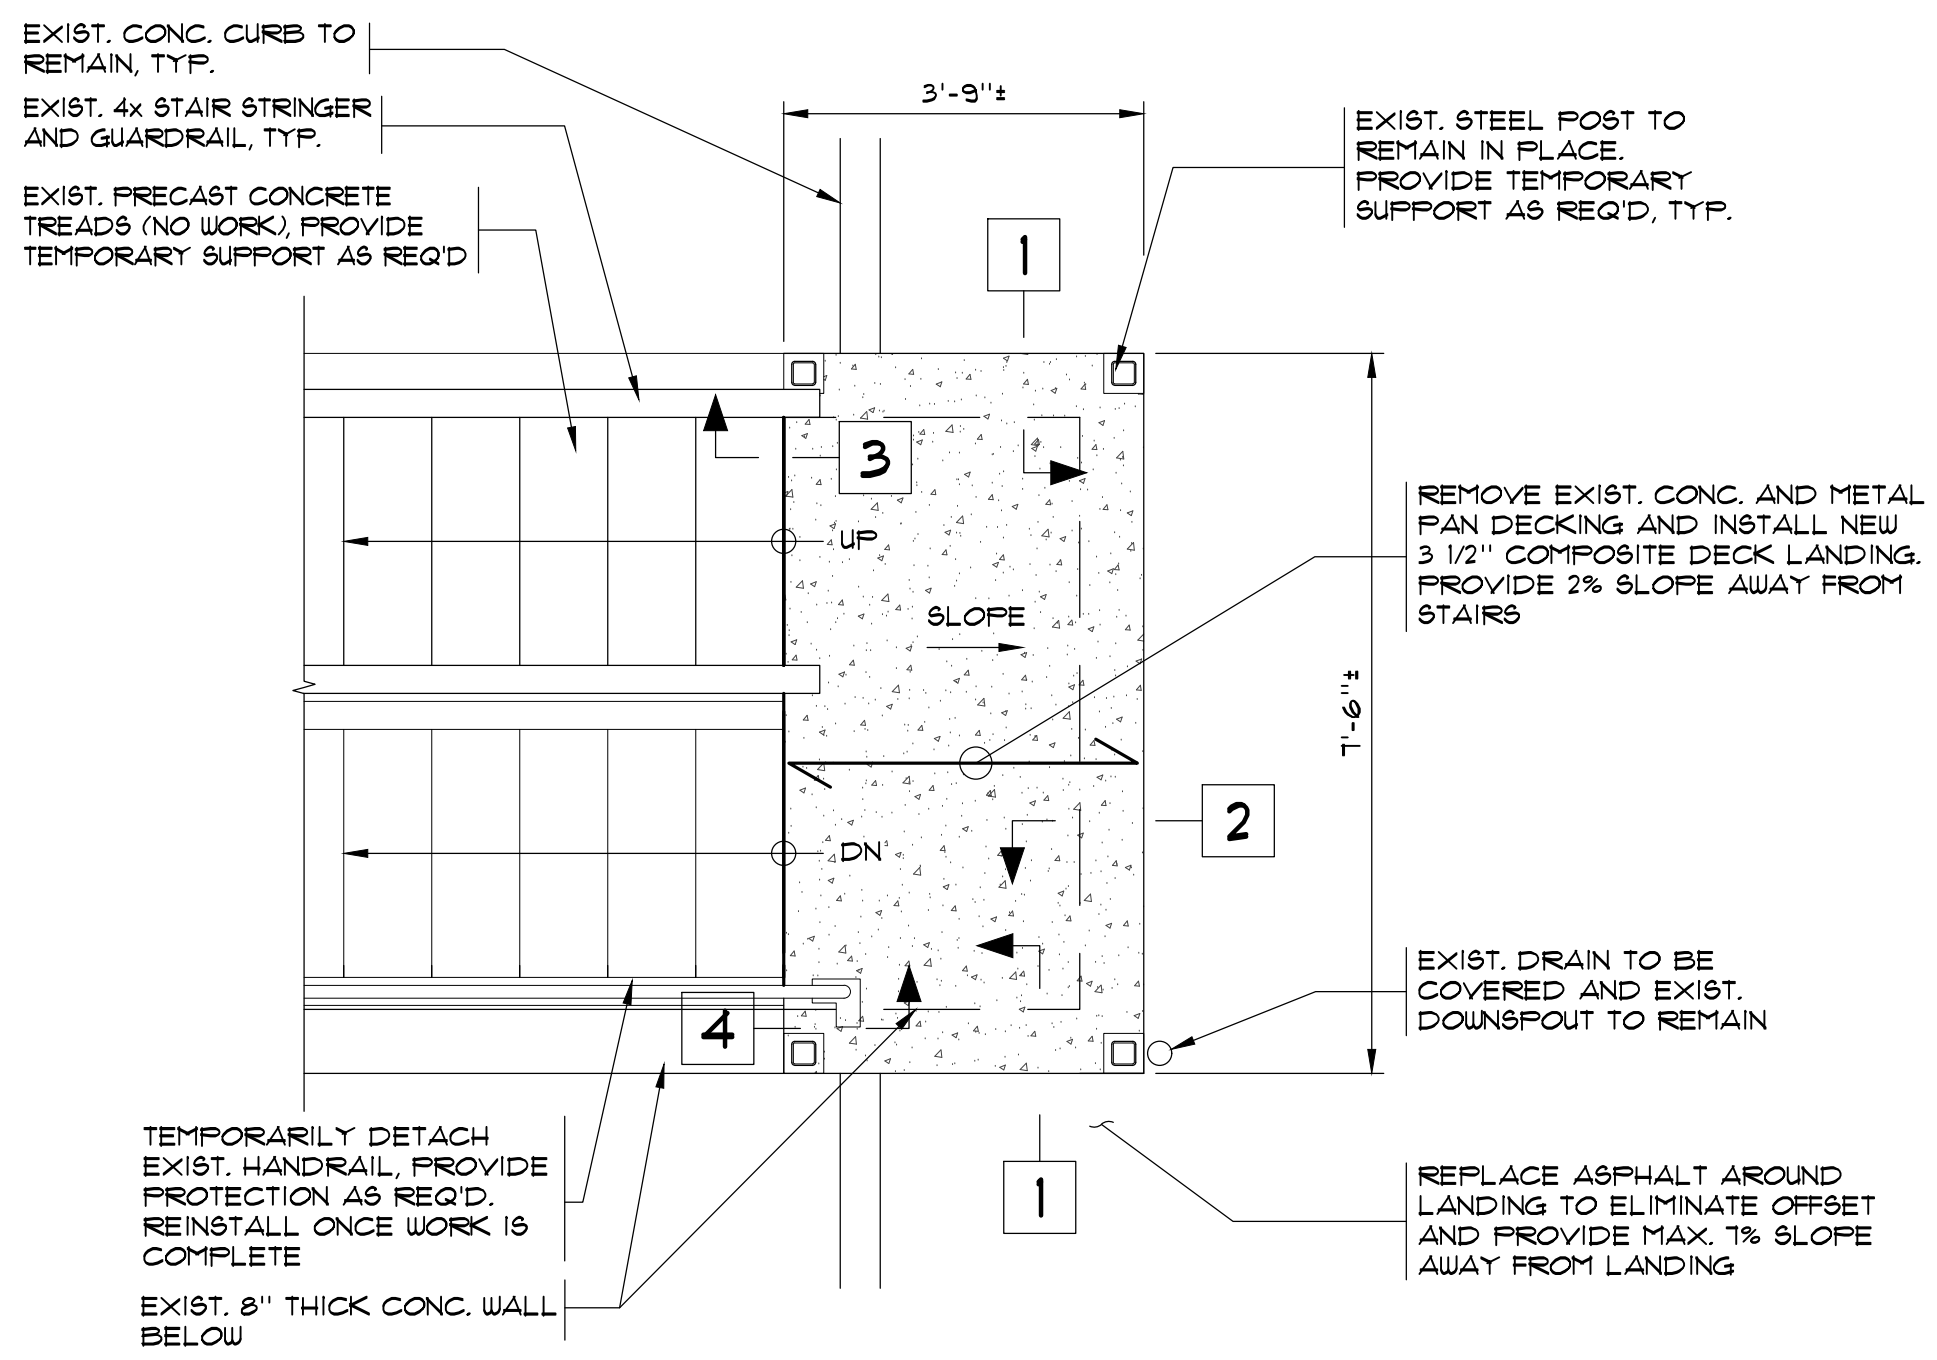 EXIST. CONC. CURB TO
REMAIN, TYP.
EXIST. 4x STAIR STRINGER
AND GUARDRAIL, TYP.
EXIST. PRECAST CONCRETE
TREADS (NO WORK), PROVIDE
TEMPORARY SUPPORT AS REQ'D
3'-9"±
EXIST. STEEL POST TO
REMAIN IN PLACE.
PROVIDE TEMPORARY
SUPPORT AS REQ'D, TYP.
1
3
UP
SLOPE
REMOVE EXIST. CONC. AND METAL
PAN DECKING AND INSTALL NEW
3 1/2" COMPOSITE DECK LANDING.
PROVIDE 2% SLOPE AWAY FROM
STAIRS
7'-6"±
2
DN
4
EXIST. DRAIN TO BE
COVERED AND EXIST.
DOWNSPOUT TO REMAIN
TEMPORARILY DETACH
EXIST. HANDRAIL, PROVIDE
PROTECTION AS REQ'D.
REINSTALL ONCE WORK IS
COMPLETE
1
REPLACE ASPHALT AROUND
LANDING TO ELIMINATE OFFSET
AND PROVIDE MAX. 7% SLOPE
AWAY FROM LANDING
EXIST. 8" THICK CONC. WALL
BELOW